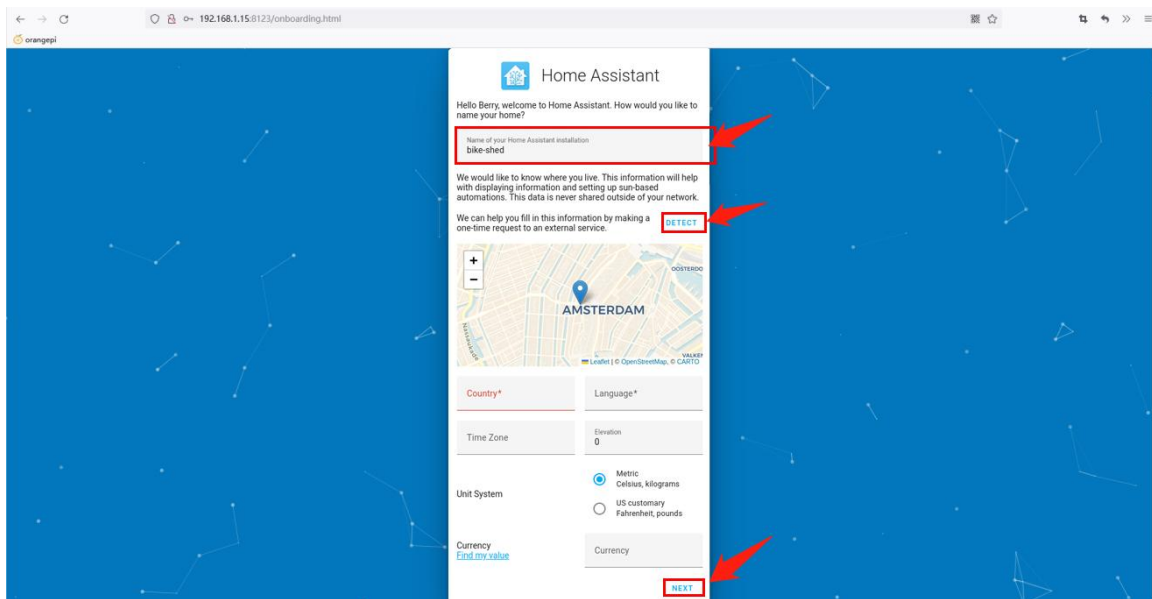 192.168.1.15:8123/onboarding.html
orangepi
Home Assistant
Hello Berry, welcome to Home Assistant. How would you like to
name your home?
Name of your Home Assistant installation
bike-shed
We would like to know where you live. This information will help
with displaying information and setting up sun-based
automations. This data is never shared outside of your network.
We can help you fill in this information by making a
one-time request to an external service.
DETECT
+
−
OOSTERDO
AMSTERDAM
Nassaukade
VALKEN
Leaflet | © OpenStreetMap, © CARTO
Country*
Language*
Time Zone
Elevation
0
Unit System
Metric
Celsius, kilograms
US customary
Fahrenheit, pounds
Currency
Find my value
Currency
NEXT